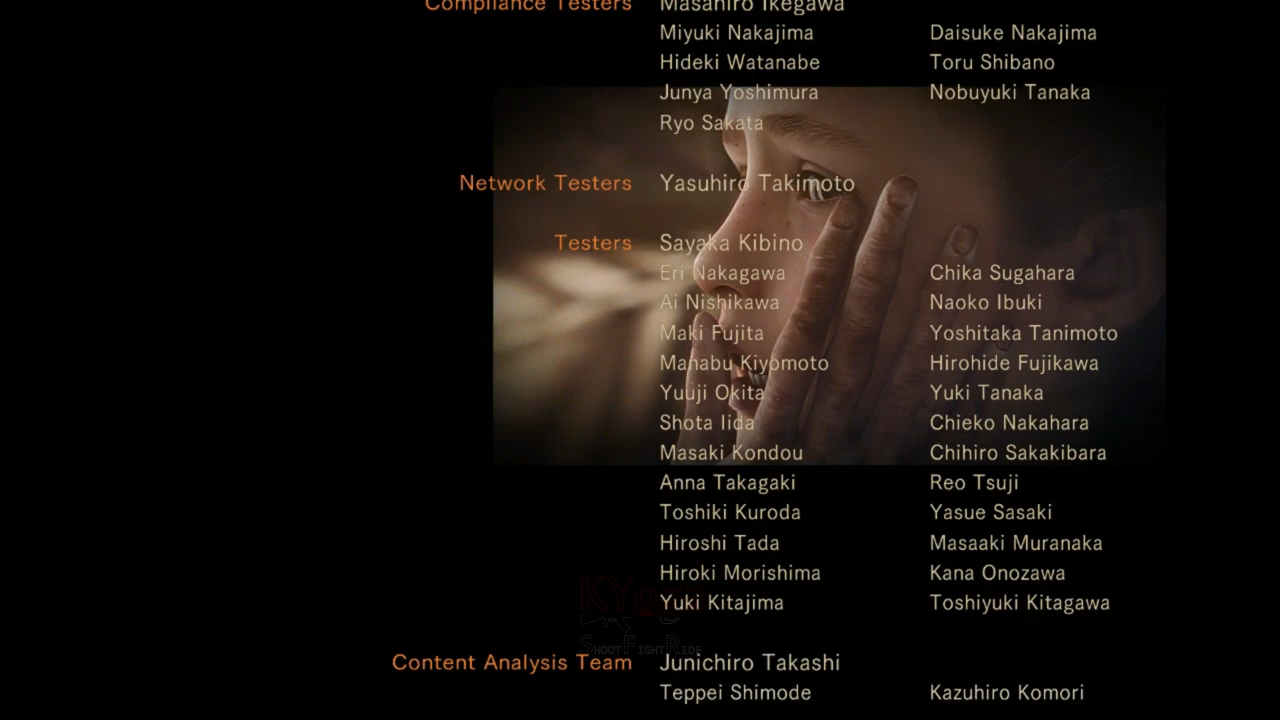 Compliance Testers Masahiro Ikegawa
Miyuki Nakajima Daisuke Nakajima
Hideki Watanabe Toru Shibano
Junya Yoshimura Nobuyuki Tanaka
Ryo Sakata
Network Testers Yasuhiro Takimoto
Testers Sayaka Kibino
Eri Nakagawa Chika Sugahara
Ai Nishikawa Naoko Ibuki
Maki Fujita Yoshitaka Tanimoto
Manabu Kiyomoto Hirohide Fujikawa
Yuuji Okita Yuki Tanaka
Shota Iida Chieko Nakahara
Masaki Kondou Chihiro Sakakibara
Anna Takagaki Reo Tsuji
Toshiki Kuroda Yasue Sasaki
Hiroshi Tada Masaaki Muranaka
Hiroki Morishima Kana Onozawa
Yuki Kitajima Toshiyuki Kitagawa
ShootFightRide
Content Analysis Team Junichiro Takashi
Teppei Shimode Kazuhiro Komori